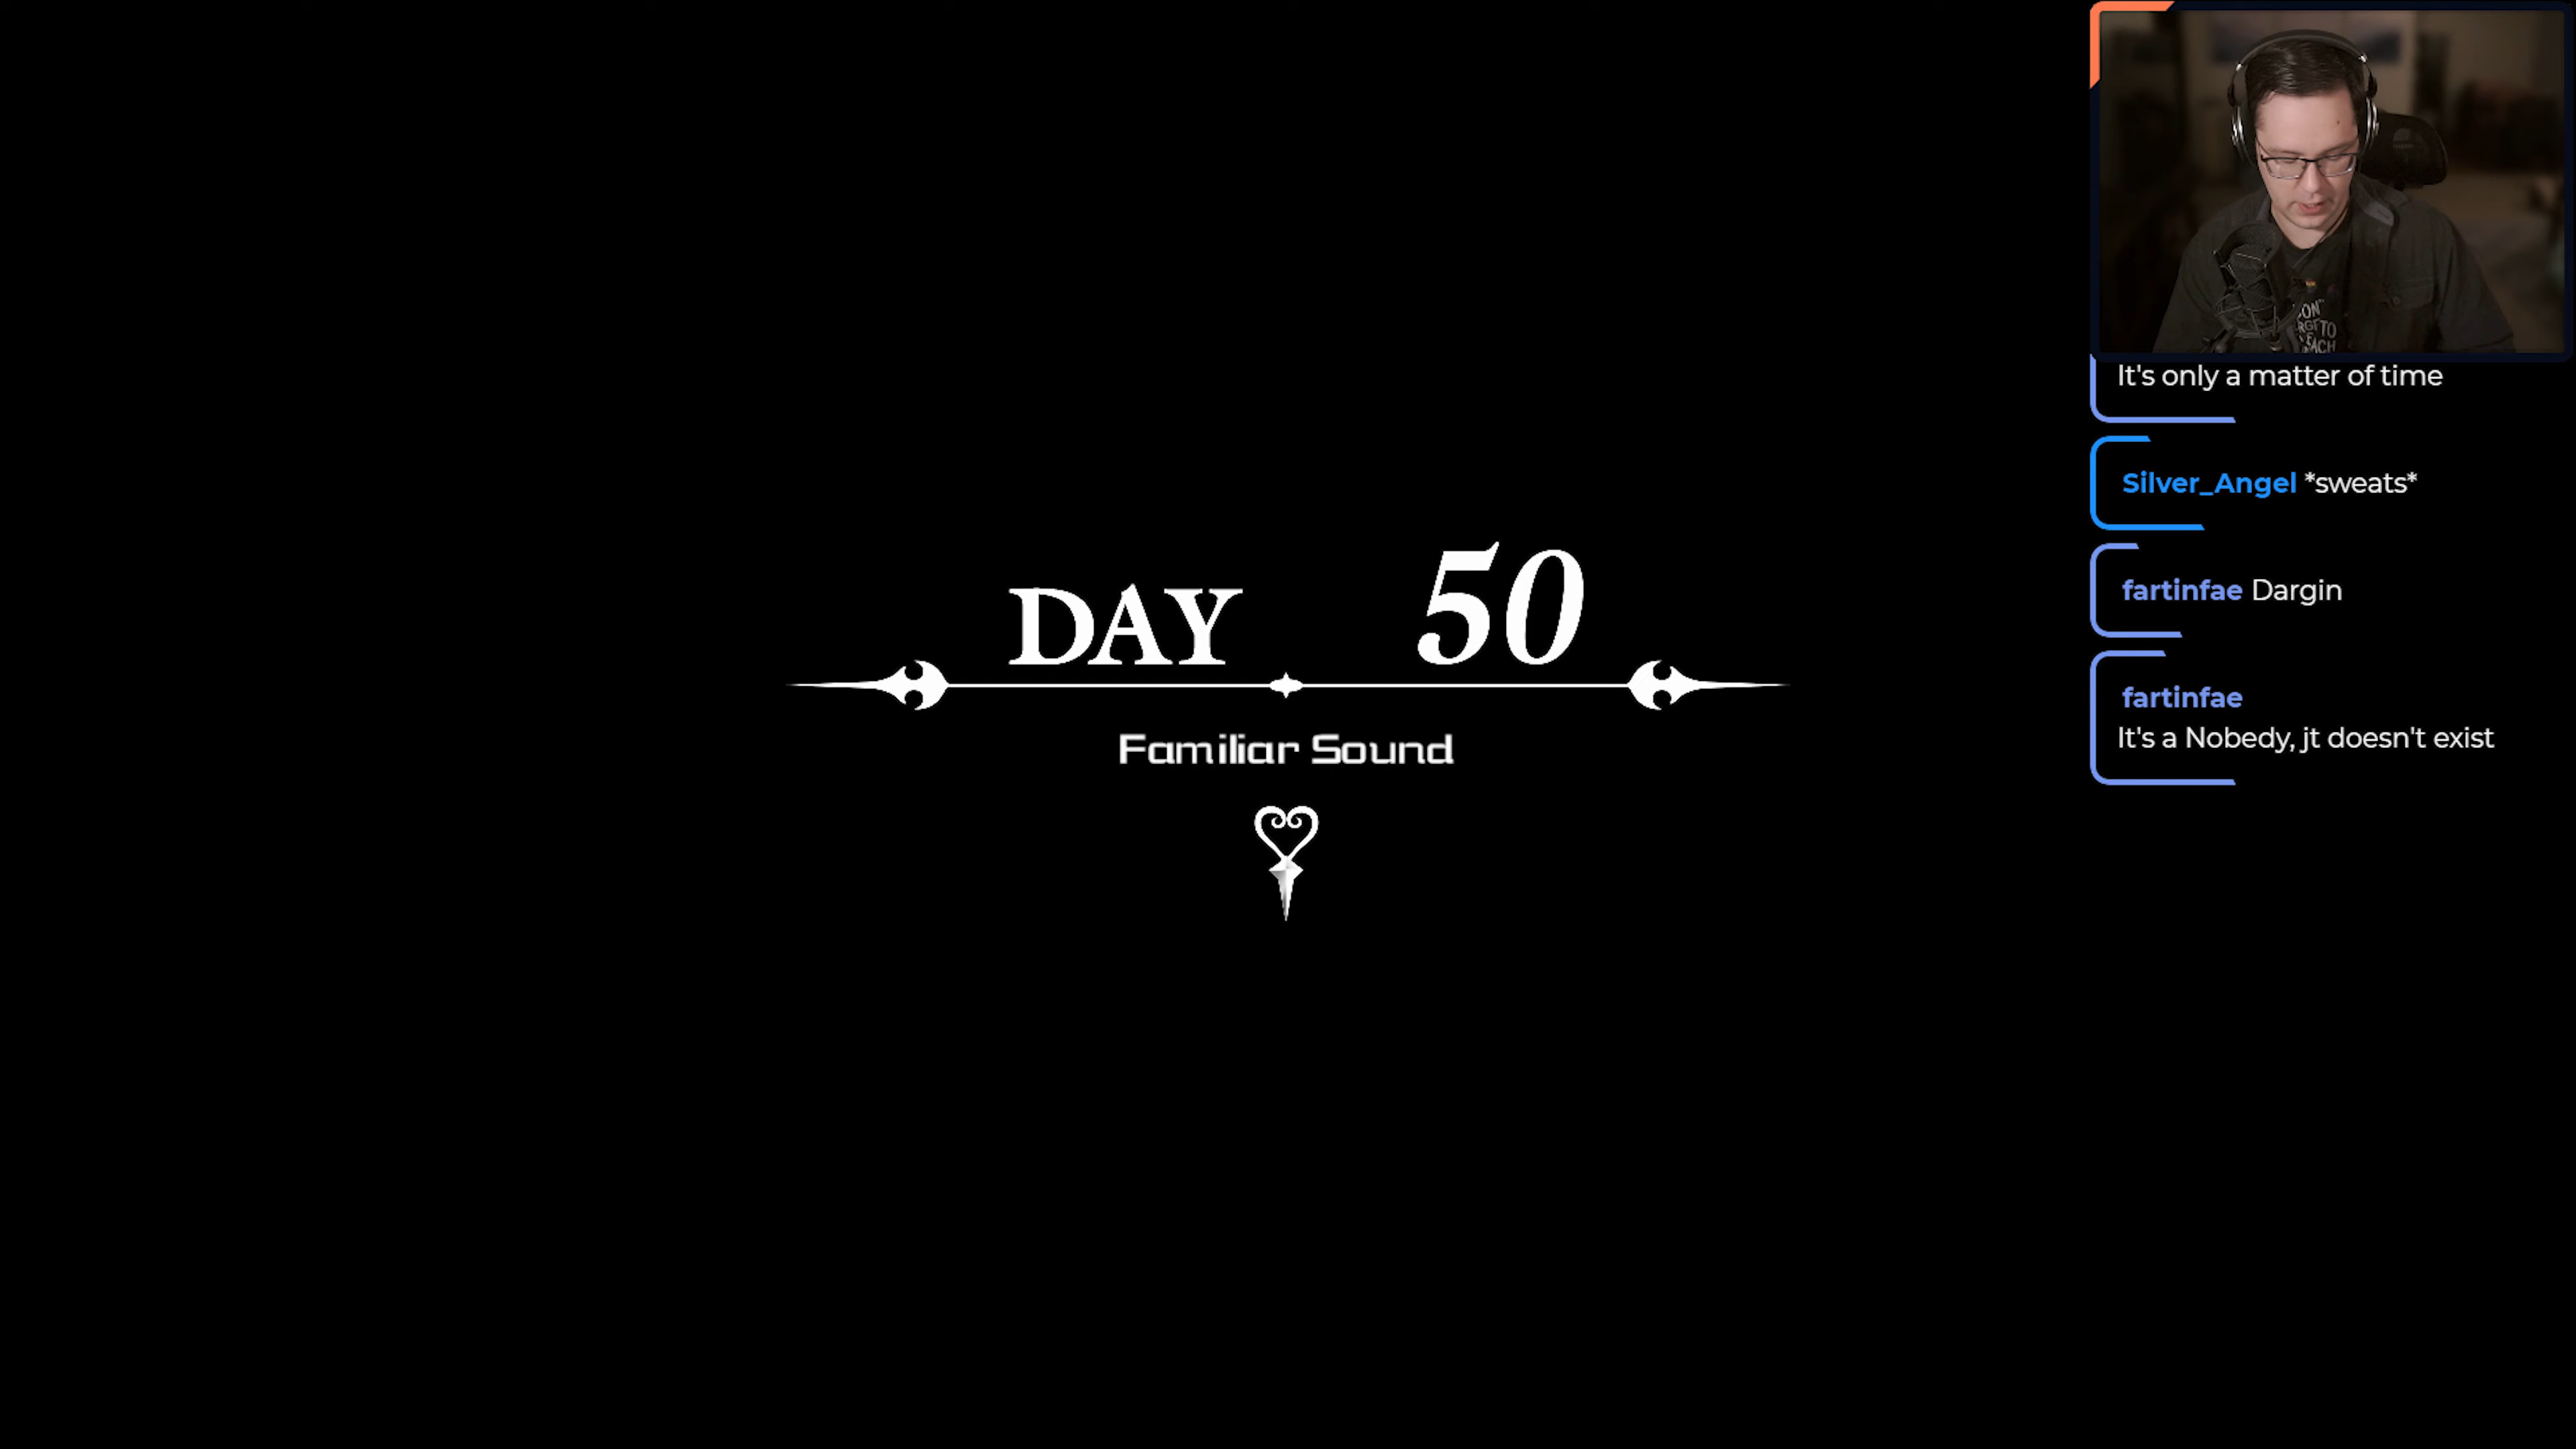 DAY 50
Familiar Sound
It's only a matter of time
Silver_Angel *sweats*
fartinfae Dargin
fartinfae
It's a Nobedy, jt doesn't exist